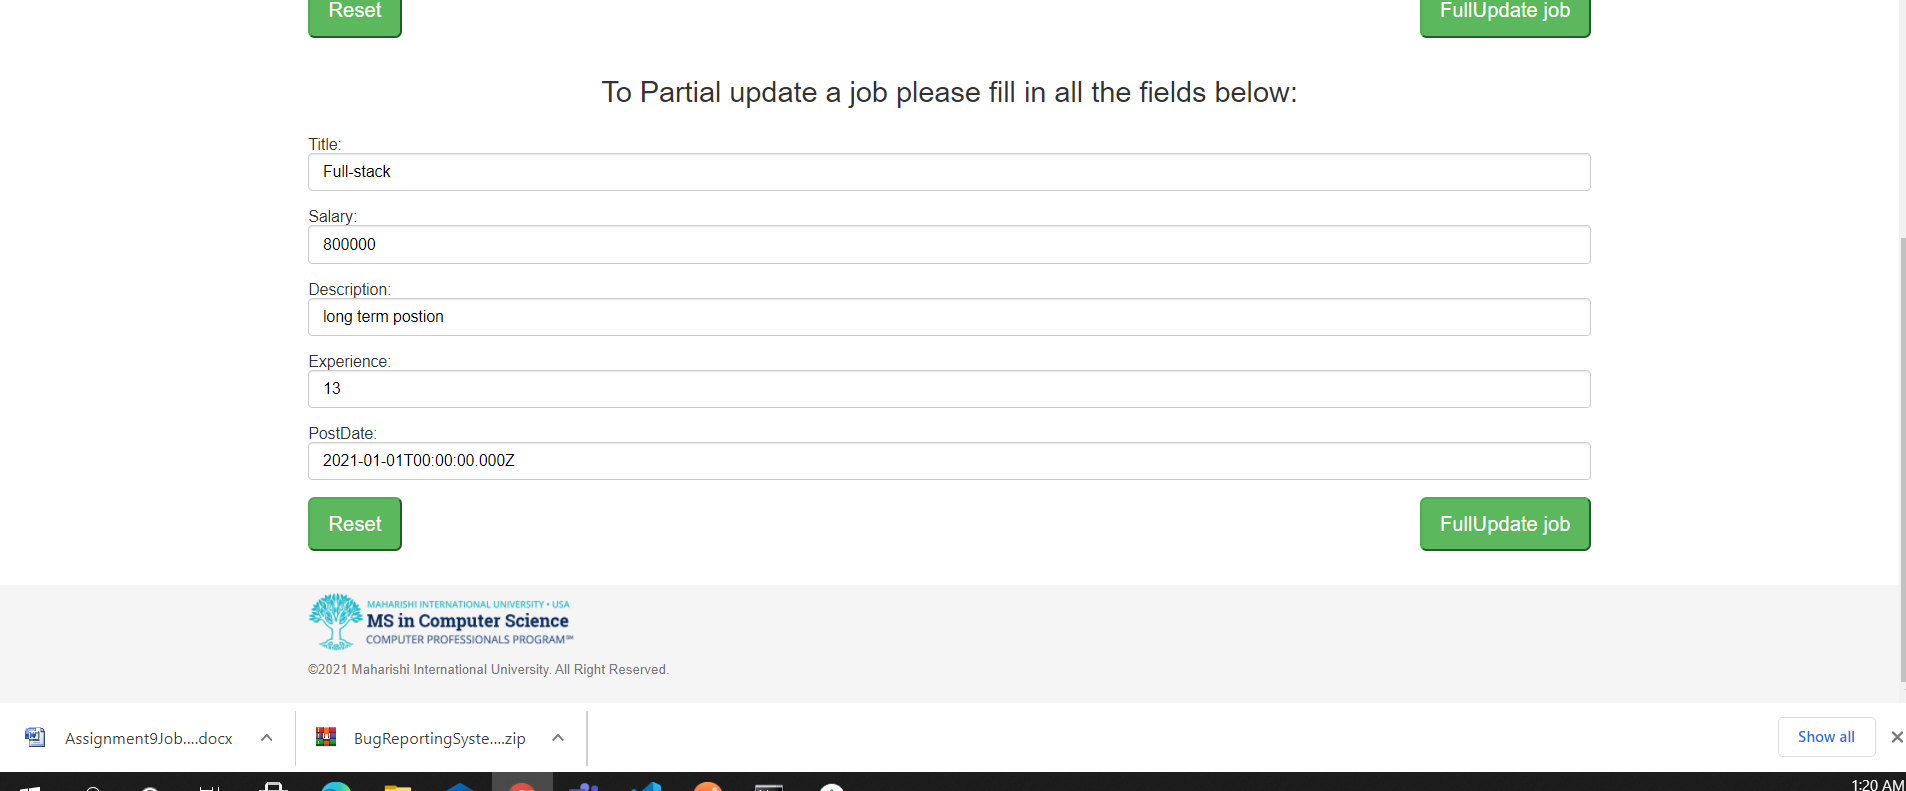 Reset FullUpdate job
To Partial update a job please fill in all the fields below:
Title:
Full-stack
Salary:
800000
Description:
long term postion
Experience:
13
PostDate:
2021-01-01T00:00:00.000Z
Reset FullUpdate job
MAHARISHI INTERNATIONAL UNIVERSITY • USA
MS in Computer Science
COMPUTER PROFESSIONALS PROGRAM℠
©2021 Maharishi International University. All Right Reserved.
Assignment9Job....docx BugReportingSyste....zip Show all
1:20 AM